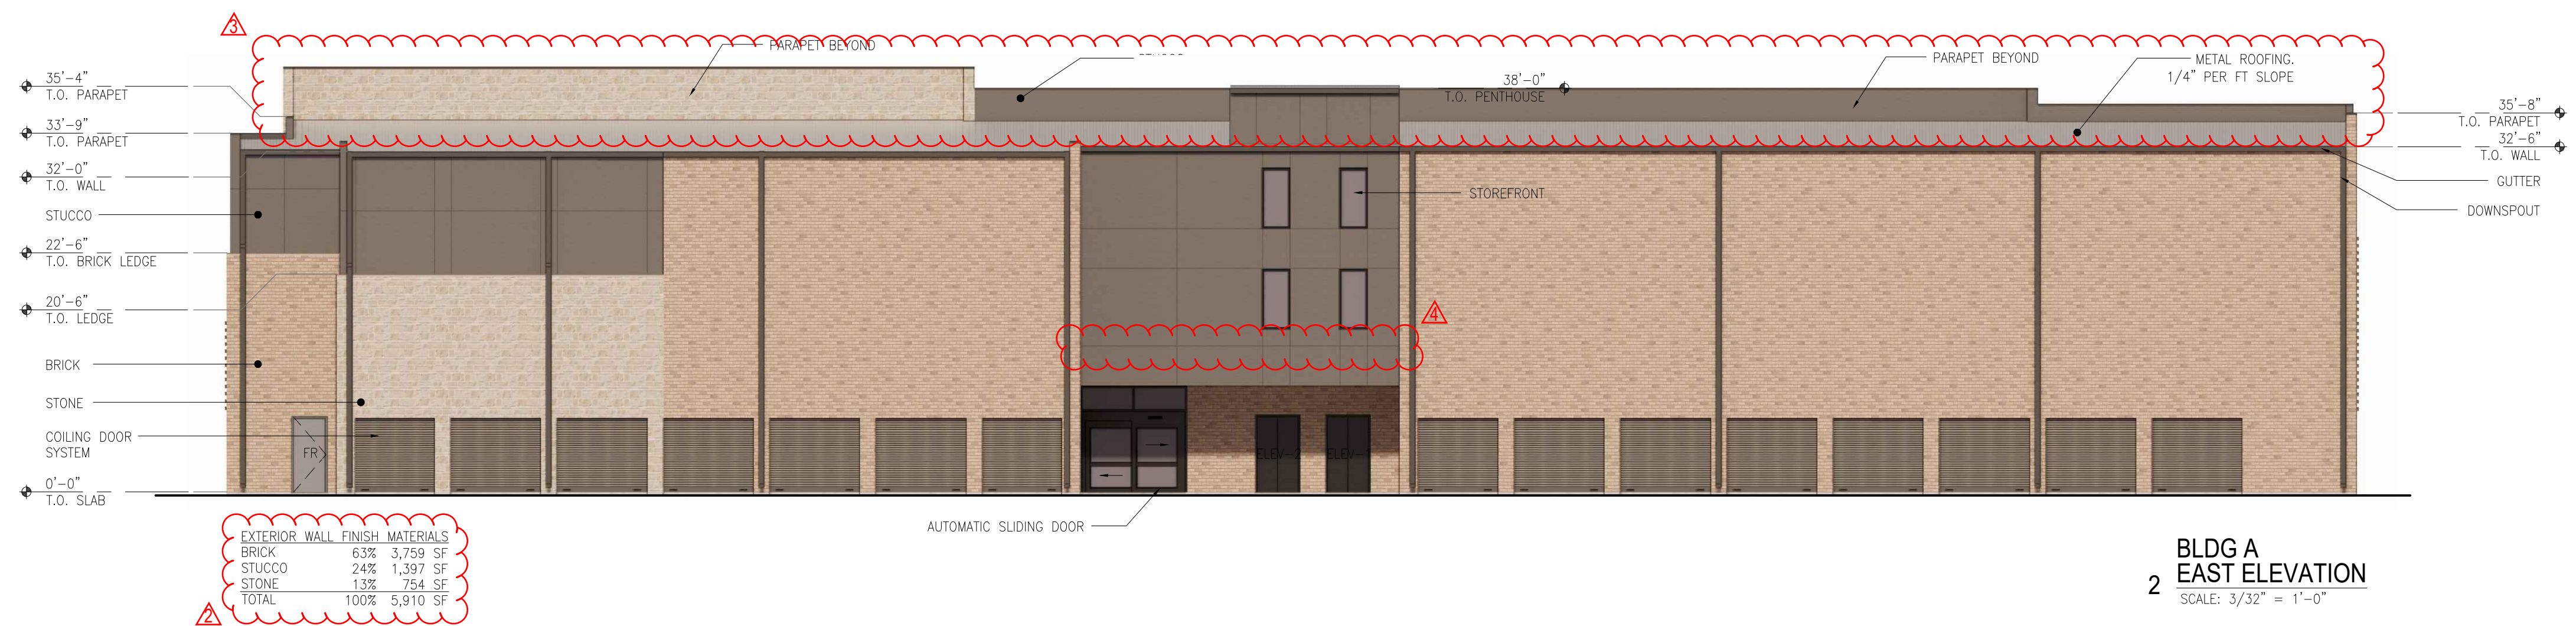 3
PARAPET BEYOND
PARAPET BEYOND
METAL ROOFING.
1/4" PER FT SLOPE
35'-4"
T.O. PARAPET
38'-0"
T.O. PENTHOUSE
35'-8"
T.O. PARAPET
33'-9"
T.O. PARAPET
32'-6"
T.O. WALL
32'-0"
T.O. WALL
GUTTER
STOREFRONT
STUCCO
DOWNSPOUT
22'-6"
T.O. BRICK LEDGE
20'-6"
T.O. LEDGE
4
BRICK
STONE
COILING DOOR
SYSTEM
FR
ELEV-2
ELEV-1
0'-0"
T.O. SLAB
AUTOMATIC SLIDING DOOR
EXTERIOR WALL FINISH MATERIALS
BRICK 63% 3,759 SF
STUCCO 24% 1,397 SF
STONE 13% 754 SF
TOTAL 100% 5,910 SF
2
2
BLDG A
EAST ELEVATION
SCALE: 3/32" = 1'-0"